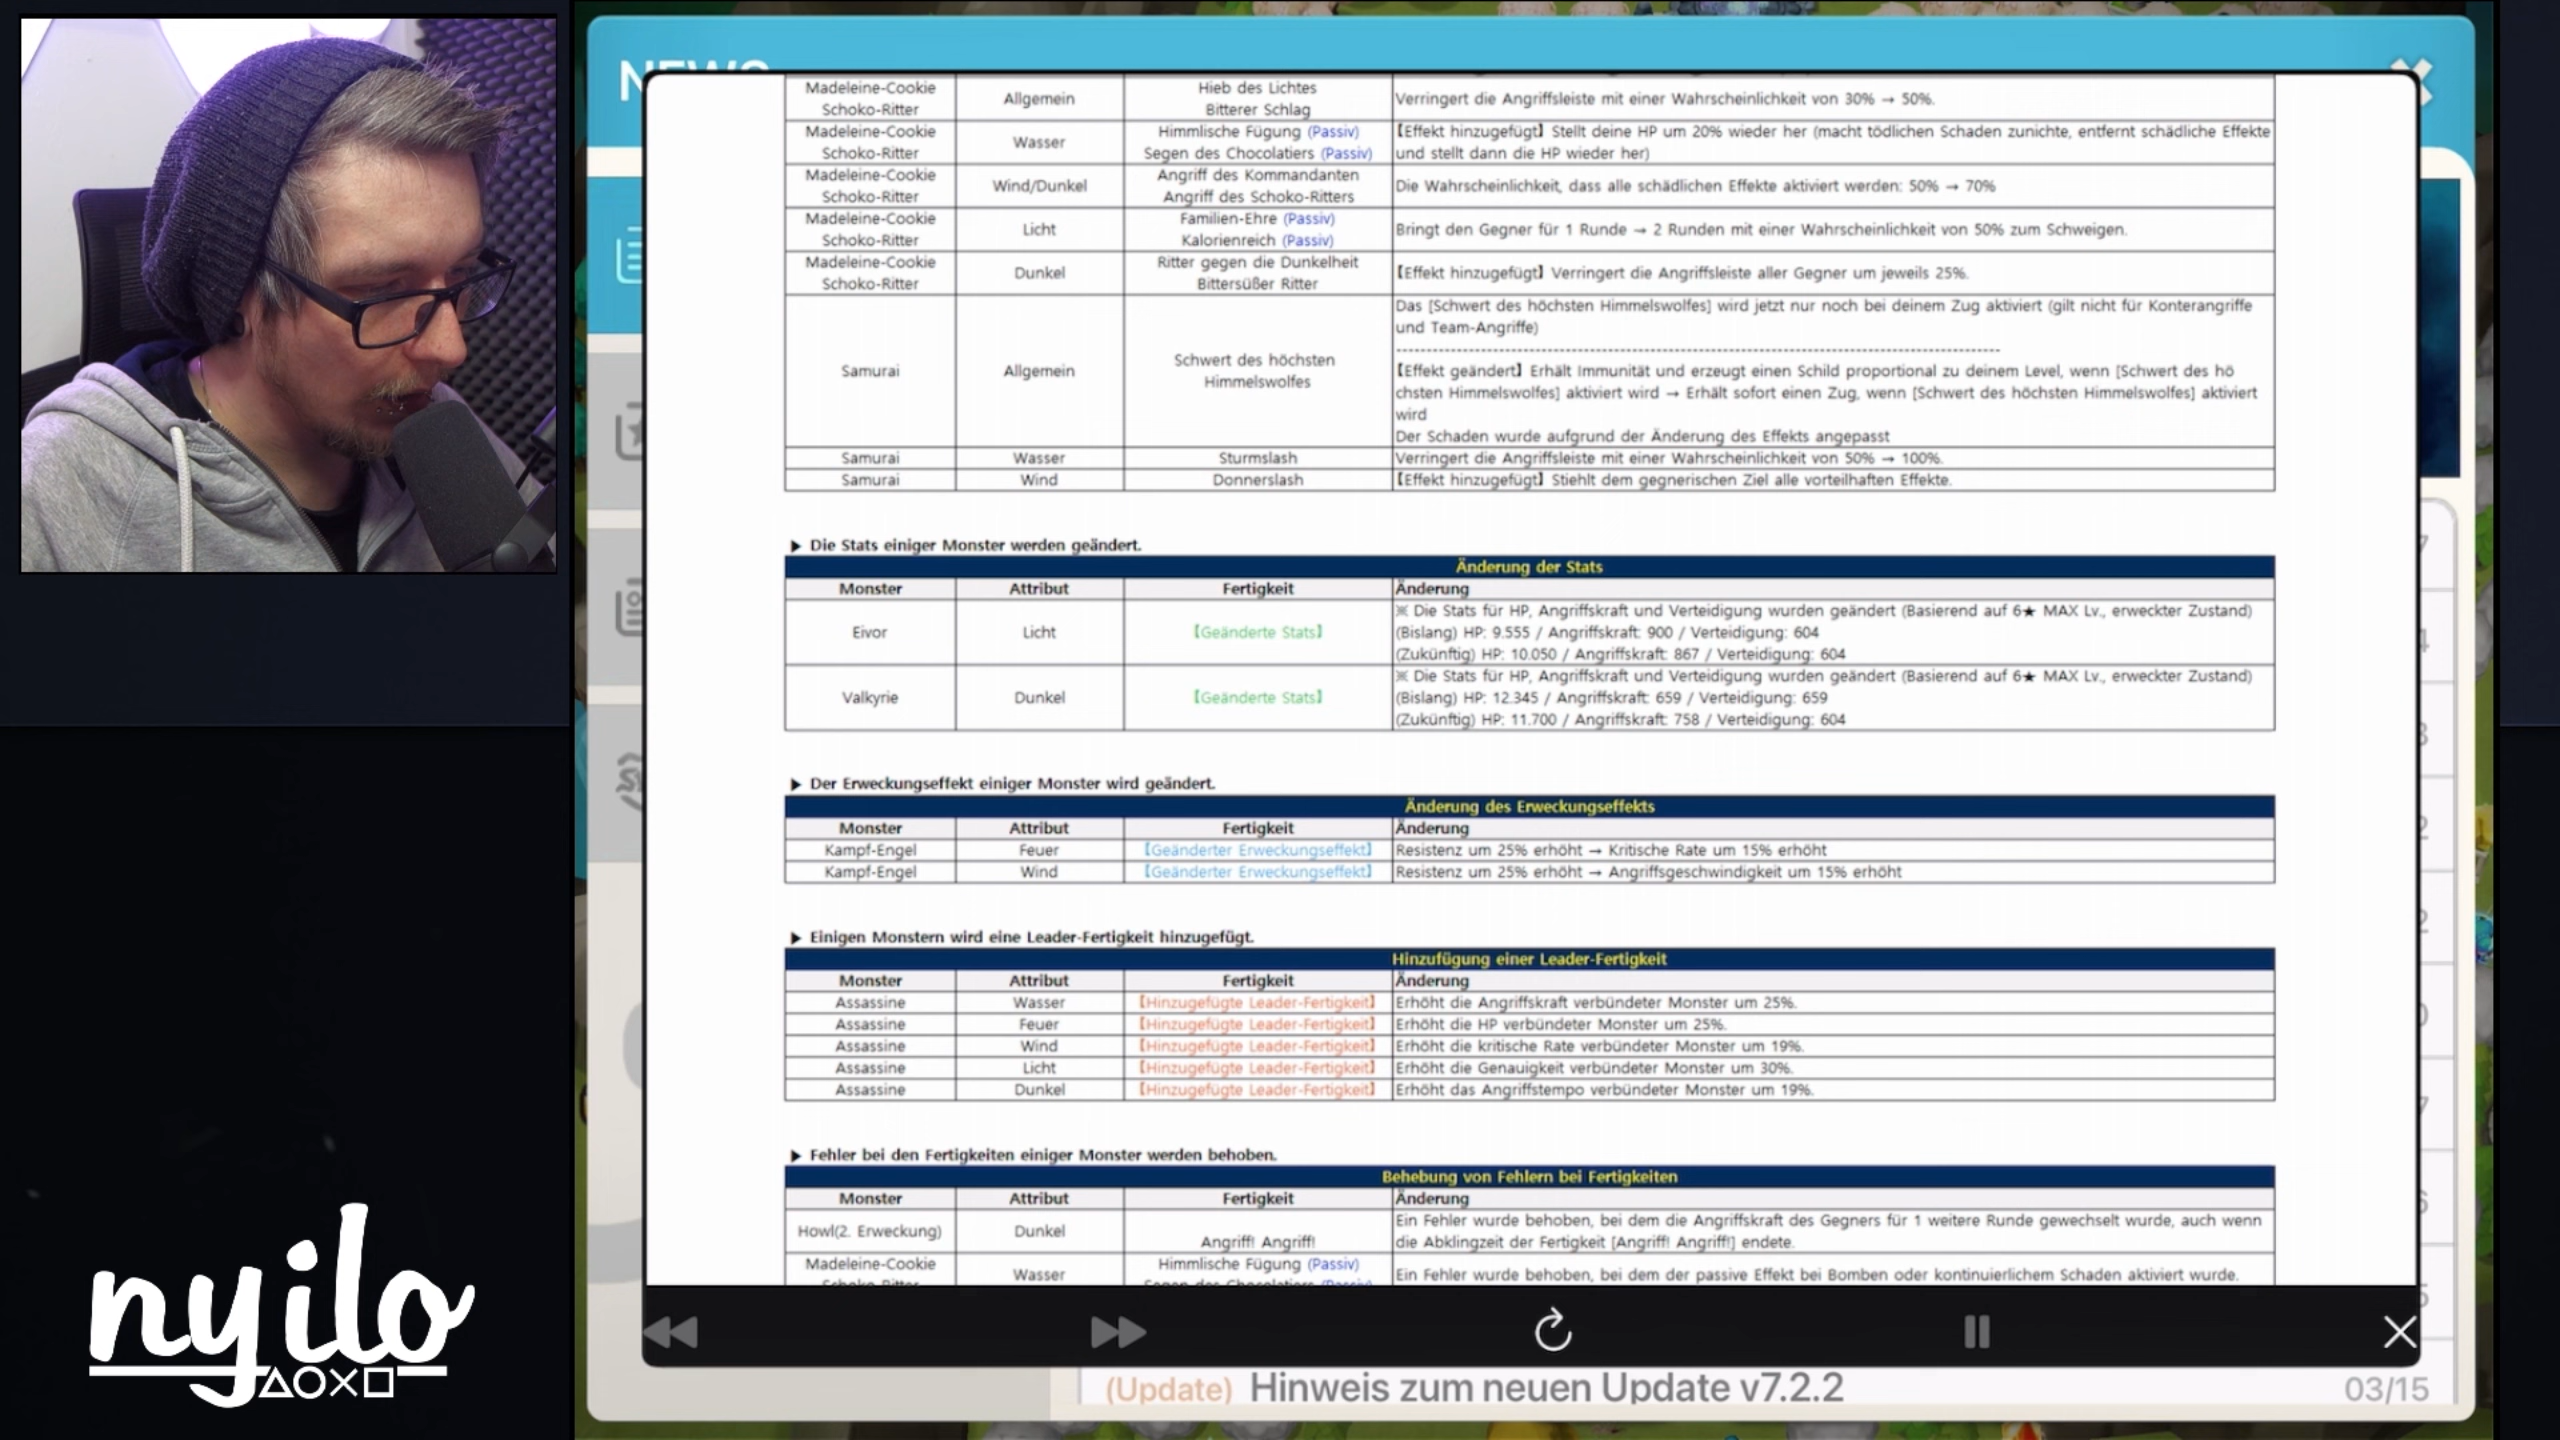 NEWS
Madeleine-Cookie
Schoko-Ritter
Allgemein
Hieb des Lichtes
Bitterer Schlag
Verringert die Angriffsleiste mit einer Wahrscheinlichkeit von 30% → 50%.
Madeleine-Cookie
Schoko-Ritter
Wasser
Himmlische Fügung (Passiv)
Segen des Chocolatiers (Passiv)
【Effekt hinzugefügt】 Stellt deine HP um 20% wieder her (macht tödlichen Schaden zunichte, entfernt schädliche Effekte
und stellt dann die HP wieder her)
Madeleine-Cookie
Schoko-Ritter
Wind/Dunkel
Angriff des Kommandanten
Angriff des Schoko-Ritters
Die Wahrscheinlichkeit, dass alle schädlichen Effekte aktiviert werden: 50% → 70%
Madeleine-Cookie
Schoko-Ritter
Licht
Familien-Ehre (Passiv)
Kalorienreich (Passiv)
Bringt den Gegner für 1 Runde → 2 Runden mit einer Wahrscheinlichkeit von 50% zum Schweigen.
Madeleine-Cookie
Schoko-Ritter
Dunkel
Ritter gegen die Dunkelheit
Bittersüßer Ritter
【Effekt hinzugefügt】 Verringert die Angriffsleiste aller Gegner um jeweils 25%.
Samurai
Allgemein
Schwert des höchsten
Himmelswolfes
Das [Schwert des höchsten Himmelswolfes] wird jetzt nur noch bei deinem Zug aktiviert (gilt nicht für Konterangriffe
und Team-Angriffe)
--------------------------------------------------------------------------------
【Effekt geändert】 Erhält Immunität und erzeugt einen Schild proportional zu deinem Level, wenn [Schwert des hö
chsten Himmelswolfes] aktiviert wird → Erhält sofort einen Zug, wenn [Schwert des höchsten Himmelswolfes] aktiviert
wird
Der Schaden wurde aufgrund der Änderung des Effekts angepasst
Samurai Wasser Sturmslash Verringert die Angriffsleiste mit einer Wahrscheinlichkeit von 50% → 100%.
Samurai Wind Donnerslash 【Effekt hinzugefügt】 Stiehlt dem gegnerischen Ziel alle vorteilhaften Effekte.
▶ Die Stats einiger Monster werden geändert.
Änderung der Stats
Monster Attribut Fertigkeit Änderung
Eivor
Licht
【Geänderte Stats】
※ Die Stats für HP, Angriffskraft und Verteidigung wurden geändert (Basierend auf 6★ MAX Lv., erweckter Zustand)
(Bislang) HP: 9.555 / Angriffskraft: 900 / Verteidigung: 604
(Zukünftig) HP: 10.050 / Angriffskraft: 867 / Verteidigung: 604
Valkyrie
Dunkel
【Geänderte Stats】
※ Die Stats für HP, Angriffskraft und Verteidigung wurden geändert (Basierend auf 6★ MAX Lv., erweckter Zustand)
(Bislang) HP: 12.345 / Angriffskraft: 659 / Verteidigung: 659
(Zukünftig) HP: 11.700 / Angriffskraft: 758 / Verteidigung: 604
▶ Der Erweckungseffekt einiger Monster wird geändert.
Änderung des Erweckungseffekts
Monster Attribut Fertigkeit Änderung
Kampf-Engel Feuer 【Geänderter Erweckungseffekt】 Resistenz um 25% erhöht → Kritische Rate um 15% erhöht
Kampf-Engel Wind 【Geänderter Erweckungseffekt】 Resistenz um 25% erhöht → Angriffsgeschwindigkeit um 15% erhöht
▶ Einigen Monstern wird eine Leader-Fertigkeit hinzugefügt.
Hinzufügung einer Leader-Fertigkeit
Monster Attribut Fertigkeit Änderung
Assassine Wasser 【Hinzugefügte Leader-Fertigkeit】 Erhöht die Angriffskraft verbündeter Monster um 25%.
Assassine Feuer 【Hinzugefügte Leader-Fertigkeit】 Erhöht die HP verbündeter Monster um 25%.
Assassine Wind 【Hinzugefügte Leader-Fertigkeit】 Erhöht die kritische Rate verbündeter Monster um 19%.
Assassine Licht 【Hinzugefügte Leader-Fertigkeit】 Erhöht die Genauigkeit verbündeter Monster um 30%.
Assassine Dunkel 【Hinzugefügte Leader-Fertigkeit】 Erhöht das Angriffstempo verbündeter Monster um 19%.
▶ Fehler bei den Fertigkeiten einiger Monster werden behoben.
Behebung von Fehlern bei Fertigkeiten
Monster Attribut Fertigkeit Änderung
Howl(2. Erweckung)
Dunkel
Angriff! Angriff!
Ein Fehler wurde behoben, bei dem die Angriffskraft des Gegners für 1 weitere Runde gewechselt wurde, auch wenn
die Abklingzeit der Fertigkeit [Angriff! Angriff!] endete.
Madeleine-Cookie
Schoko-Ritter
Wasser
Himmlische Fügung (Passiv)
Segen des Chocolatiers (Passiv)
Ein Fehler wurde behoben, bei dem der passive Effekt bei Bomben oder kontinuierlichem Schaden aktiviert wurde.
(Update) Hinweis zum neuen Update v7.2.2 03/15
nyilo